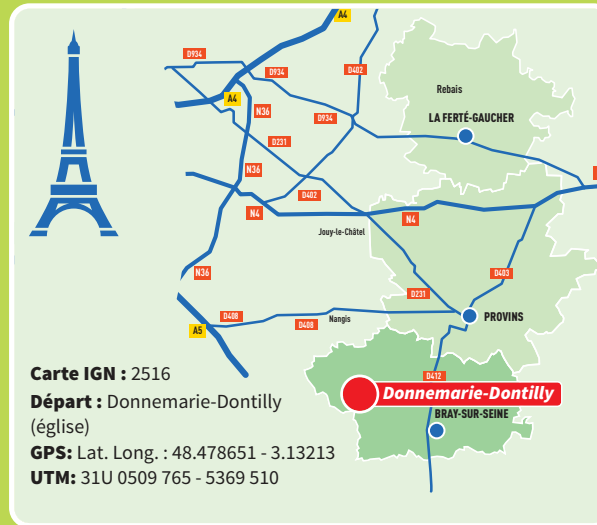 A4
D934
D934
D402
A4
Rebais
N36
D934
LA FERTÉ-GAUCHER
D231
N36
D402
N4
N4
Jouy-le-Châtel
N36
D403
D231
D408
D408
Nangis
PROVINS
A5
D412
Donnemarie-Dontilly
BRAY-SUR-SEINE
Carte IGN : 2516
Départ : Donnemarie-Dontilly
(église)
GPS: Lat. Long. : 48.478651 - 3.13213
UTM: 31U 0509 765 - 5369 510